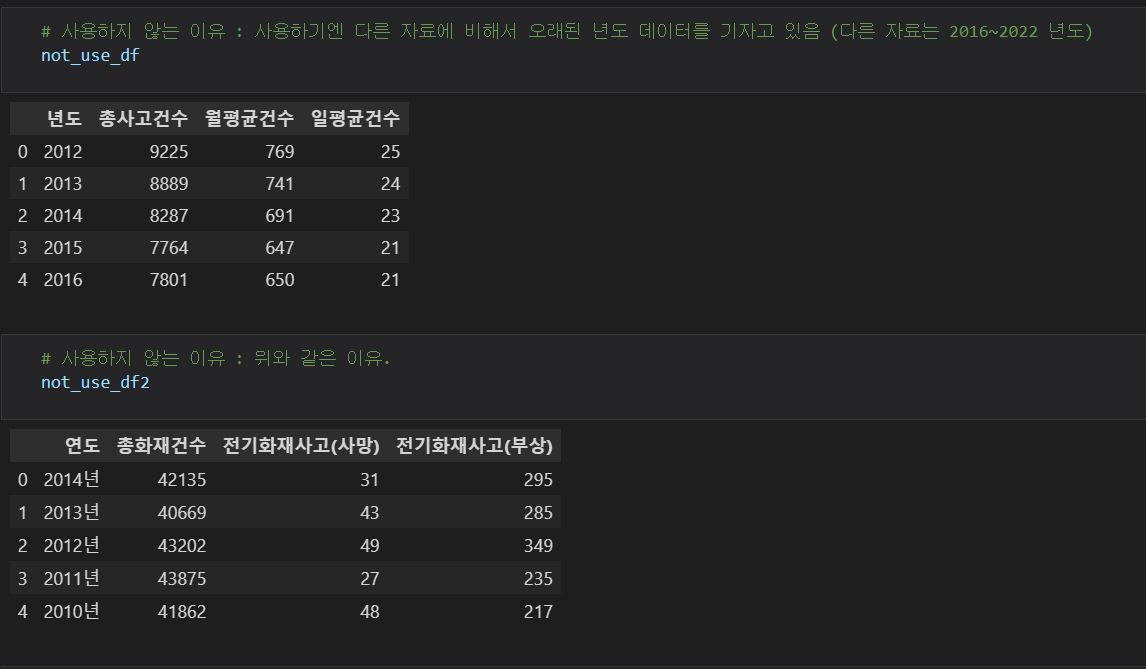 # 사용하지 않는 이유 : 사용하기엔 다른 자료에 비해서 오래된 년도 데이터를 기자고 있음 (다른 자료는 2016~2022 년도)
not_use_df
년도 총사고건수 월평균건수 일평균건수
0 2012 9225 769 25
1 2013 8889 741 24
2 2014 8287 691 23
3 2015 7764 647 21
4 2016 7801 650 21
# 사용하지 않는 이유 : 위와 같은 이유.
not_use_df2
연도 총화재건수 전기화재사고(사망) 전기화재사고(부상)
0 2014년 42135 31 295
1 2013년 40669 43 285
2 2012년 43202 49 349
3 2011년 43875 27 235
4 2010년 41862 48 217